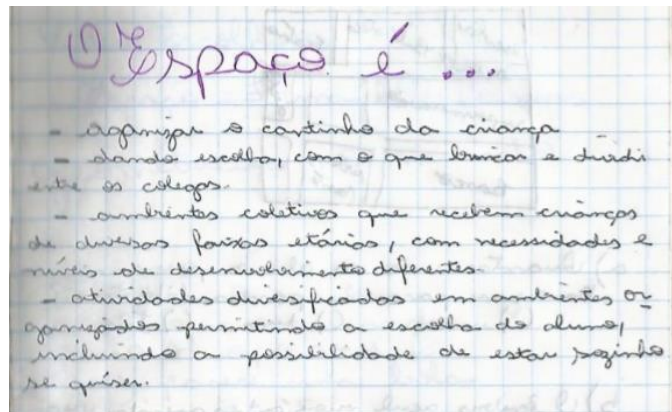 O Espaço é ...
- aganizar o cantinho da criança
- dando escolha, com o que brincar e dividi
entre os colegas.
- ambientes coletivos que recebem crianças
de diversas faixas etárias, com necessidades e
níveis de desenvolvimento diferentes.
- atividades diversificadas em ambientes or
ganizados permitindo a escolha do aluno,
incluindo a possibilidade de estar sozinho
se quiser.